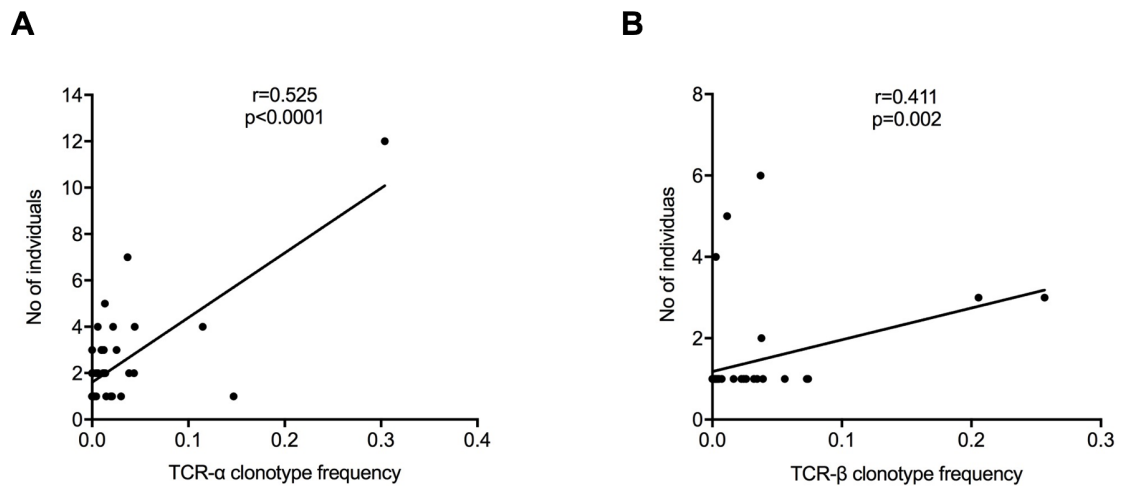 A
B
r=0.525
p<0.0001
r=0.411
p=0.002
14
12
10
8
6
4
2
0
No of indviduals
0.0
0.1
0.2
0.3
0.4
TCR-α clonotype frequency
8
6
4
2
0
No of individuas
0.0
0.1
0.2
0.3
TCR-β clonotype frequency